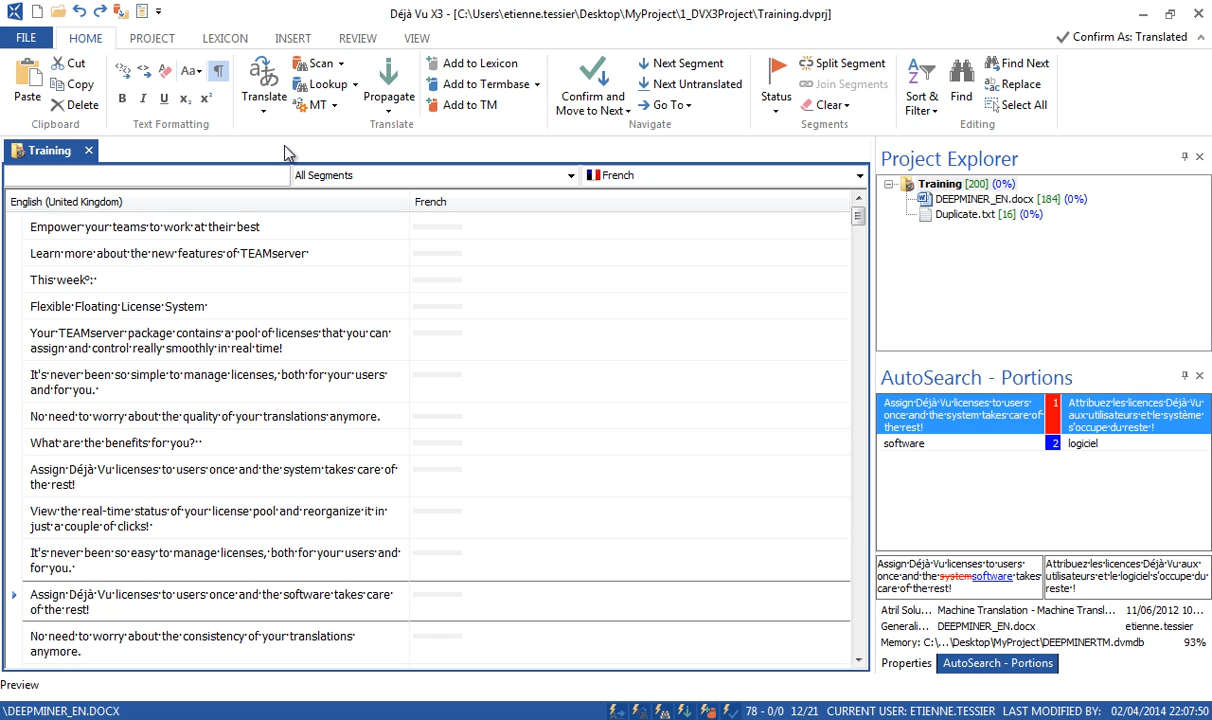 Déjà Vu X3 - [C:\Users\etienne.tessier\Desktop\MyProject\1_DVX3Project\Training.dvprj]
FILE HOME PROJECT LEXICON INSERT REVIEW VIEW
Confirm As: Translated
Cut
Copy
Delete
Paste
Clipboard
Aa
B I U x₂ x²
Text Formatting
Translate
Scan
Lookup
MT
Propagate
Add to Lexicon
Add to Termbase
Add to TM
Translate
Confirm and
Move to Next
Next Segment
Next Untranslated
Go To
Navigate
Status
Split Segment
Join Segments
Clear
Segments
Sort &
Filter
Find
Find Next
Replace
Select All
Editing
Training
All Segments
French
English (United Kingdom)
French
Empower·your·teams·to·work·at·their·best
Learn·more·about·the·new·features·of·TEAMserver·
This·weekº:·
Flexible·Floating·License·System·
Your·TEAMserver·package·contains·a·pool·of·licenses·that·you·can·
assign·and·control·really·smoothly·in·real·time!
It's·never·been·so·simple·to·manage·licenses,·both·for·your·users·
and·for·you.·
No·need·to·worry·about·the·quality·of·your·translations·anymore.
What·are·the·benefits·for·you?··
Assign·Déjà·Vu·licenses·to·users·once·and·the·system·takes·care·of·
the·rest!
View·the·real-time·status·of·your·license·pool·and·reorganize·it·in·
just·a·couple·of·clicks!·
It's·never·been·so·easy·to·manage·licenses,·both·for·your·users·and·
for·you.·
Assign·Déjà·Vu·licenses·to·users·once·and·the·software·takes·care·
of·the·rest!
No·need·to·worry·about·the·consistency·of·your·translations·
anymore.
Project Explorer
Training [200] (0%)
DEEPMINER_EN.docx [184] (0%)
Duplicate.txt [16] (0%)
AutoSearch - Portions
Assign·Déjà·Vu·licenses·to·users·
once·and·the·system·takes·care·of·
the·rest!
1
Attribuez·les·licences·Déjà·Vu·
aux·utilisateurs·et·le·système·
s'occupe·du·reste·!
software 2 logiciel
Assign·Déjà·Vu·licenses·to·users·
once·and·the·systemsoftware·takes·
care·of·the·rest!
Attribuez·les·licences·Déjà·Vu·aux·
utilisateurs·et·le·logiciel·s'occupe·du·
reste·!
Atril Solu... Machine Translation - Machine Transl... 11/06/2012 10...
Generali... DEEPMINER_EN.docx etienne.tessier
Memory: C:\...\Desktop\MyProject\DEEPMINERTM.dvmdb 93%
Properties AutoSearch - Portions
Preview
\DEEPMINER_EN.DOCX 78 - 0/0 12/21 CURRENT USER: ETIENNE.TESSIER LAST MODIFIED BY: 02/04/2014 22:07:50